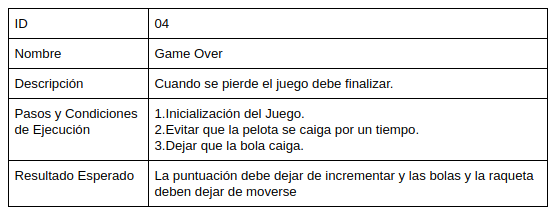 ID 04
Nombre Game Over
Descripción Cuando se pierde el juego debe finalizar.
Pasos y Condiciones de Ejecución
1.Inicialización del Juego.
2.Evitar que la pelota se caiga por un tiempo.
3.Dejar que la bola caiga.
Resultado Esperado La puntuación debe dejar de incrementar y las bolas y la raqueta
deben dejar de moverse